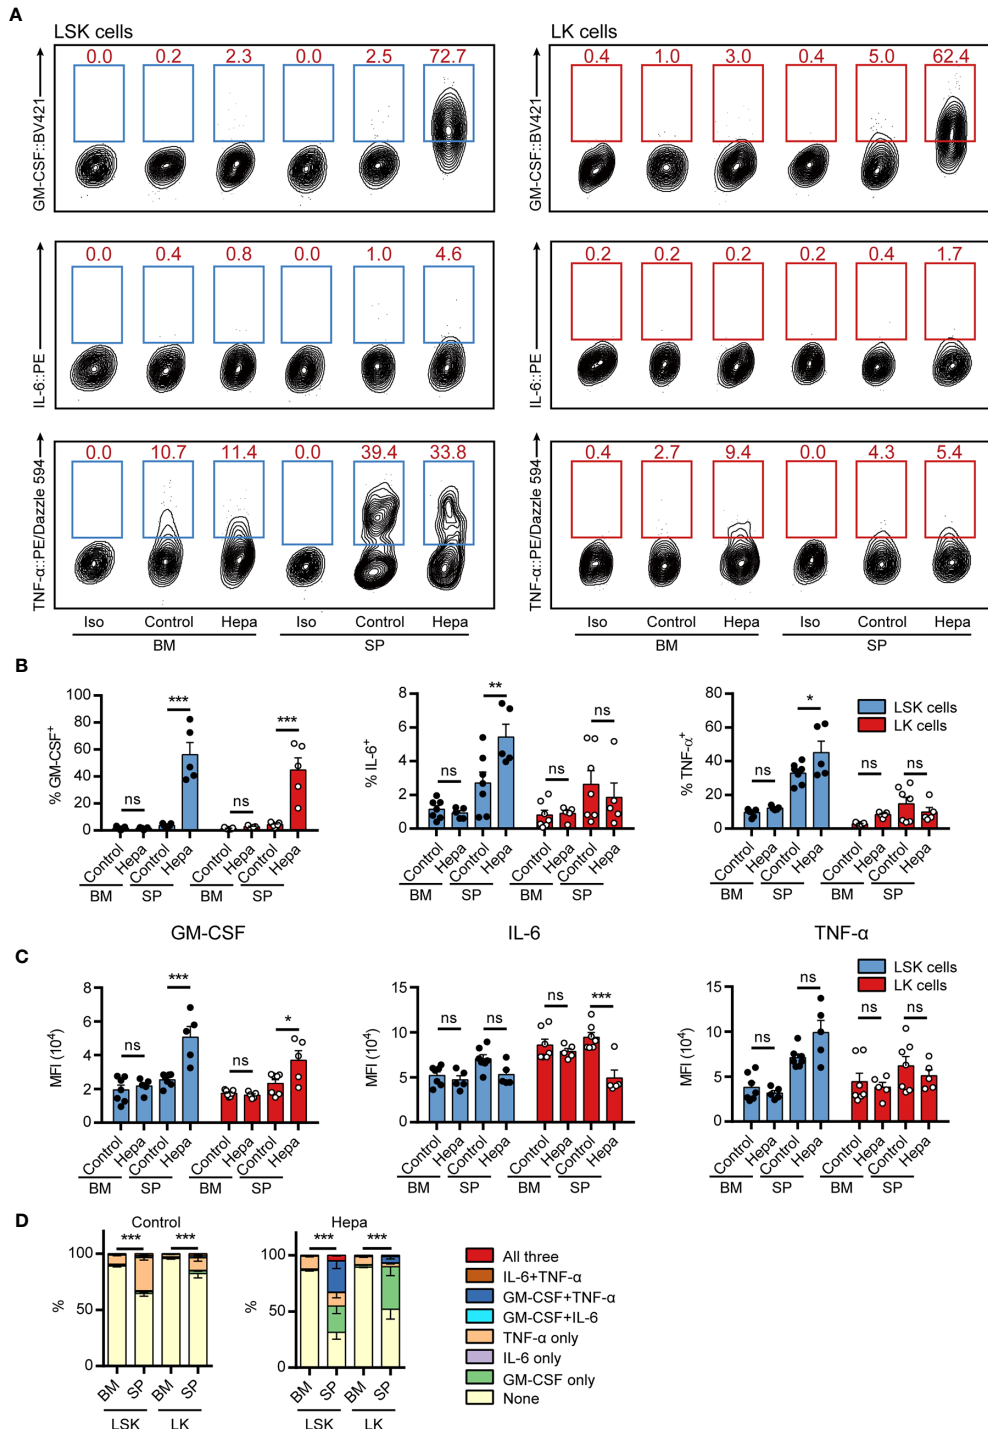 A
LSK cells
LK cells
0.0 0.2 2.3 0.0 2.5 72.7
0.4 1.0 3.0 0.4 5.0 62.4
GM-CSF::BV421
GM-CSF::BV421
0.0 0.4 0.8 0.0 1.0 4.6
0.2 0.2 0.2 0.2 0.4 1.7
IL-6::PE
IL-6::PE
0.0 10.7 11.4 0.0 39.4 33.8
0.4 2.7 9.4 0.0 4.3 5.4
TNF-α::PE/Dazzle 594
TNF-α::PE/Dazzle 594
Iso Control Hepa Iso Control Hepa
Iso Control Hepa Iso Control Hepa
BM SP
BM SP
B
% GM-CSF+
100
80
60
40
20
0
ns
***
ns
***
Control Hepa Control Hepa Control Hepa Control Hepa
BM SP BM SP
% IL-6+
8
6
4
2
0
ns
**
ns
ns
Control Hepa Control Hepa Control Hepa Control Hepa
BM SP BM SP
% TNF-α+
80
60
40
20
0
ns
*
ns
ns
LSK cells
LK cells
Control Hepa Control Hepa Control Hepa Control Hepa
BM SP BM SP
C
GM-CSF
IL-6
TNF-α
MFI (10⁴)
8
6
4
2
0
ns
***
ns
*
Control Hepa Control Hepa Control Hepa Control Hepa
BM SP BM SP
MFI (10⁴)
15
10
5
0
ns
ns
ns
***
Control Hepa Control Hepa Control Hepa Control Hepa
BM SP BM SP
MFI (10⁴)
15
10
5
0
ns
ns
ns
ns
LSK cells
LK cells
Control Hepa Control Hepa Control Hepa Control Hepa
BM SP BM SP
D
Control
%
100
50
0
***
***
BM SP BM SP
LSK LK
Hepa
%
100
50
0
***
***
BM SP BM SP
LSK LK
All three
IL-6+TNF-α
GM-CSF+TNF-α
GM-CSF+IL-6
TNF-α only
IL-6 only
GM-CSF only
None